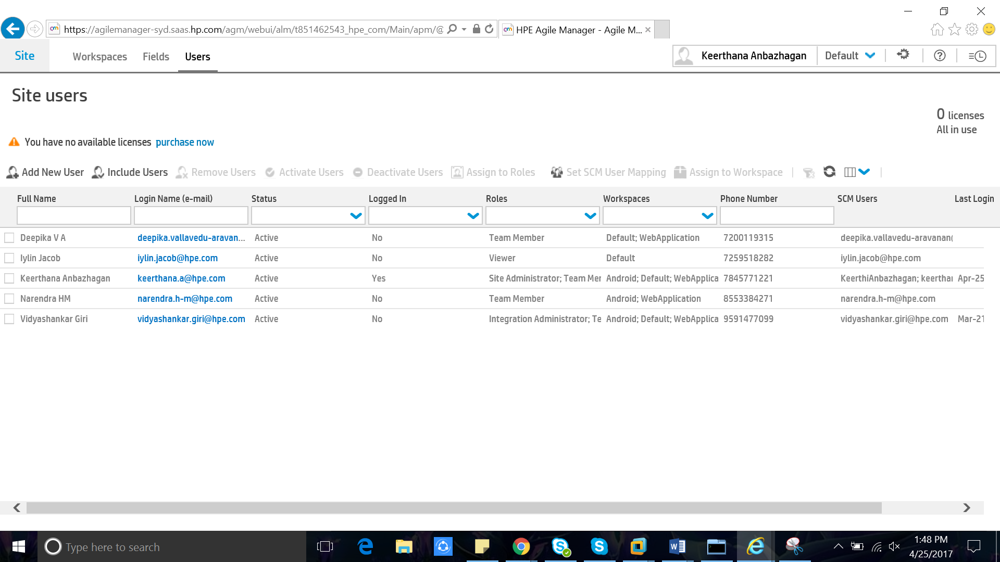 https://agilemanager-syd.saas.hp.com/agm/webui/alm/t851462543_hpe_com/Main/apm/@
HPE Agile Manager - Agile M...
Site
Workspaces Fields Users
Keerthana Anbazhagan Default
Site users
0 licenses
All in use
You have no available licenses purchase now
Add New User Include Users Remove Users Activate Users Deactivate Users Assign to Roles Set SCM User Mapping Assign to Workspace
Full Name Login Name (e-mail) Status Logged In Roles Workspaces Phone Number SCM Users Last Login
Deepika V A deepika.vallavedu-aravan... Active No Team Member Default; WebApplication 7200119315 deepika.vallavedu-aravanan(
Iylin Jacob iylin.jacob@hpe.com Active No Viewer Default 7259518282 iylin.jacob@hpe.com
Keerthana Anbazhagan keerthana.a@hpe.com Active Yes Site Administrator; Team Mer Android; Default; WebApplica 7845771221 KeerthiAnbazhagan; keerthar Apr-25
Narendra HM narendra.h-m@hpe.com Active No Team Member Android; WebApplication 8553384271 narendra.h-m@hpe.com
Vidyashankar Giri vidyashankar.giri@hpe.com Active No Integration Administrator; Te Android; Default; WebApplica 9591477099 vidyashankar.giri@hpe.com Mar-21
Type here to search
1:48 PM
4/25/2017